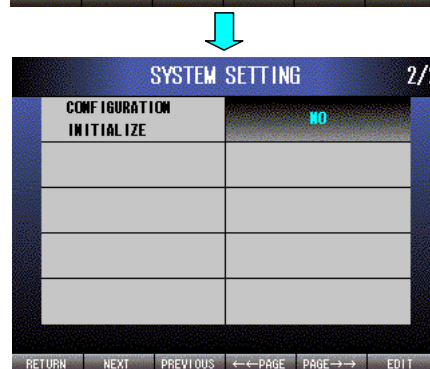 SYSTEM SETTING 2/
CONFIGURATION NO
INITIALIZE
RETURN NEXT PREVIOUS ←←PAGE PAGE→→ EDIT